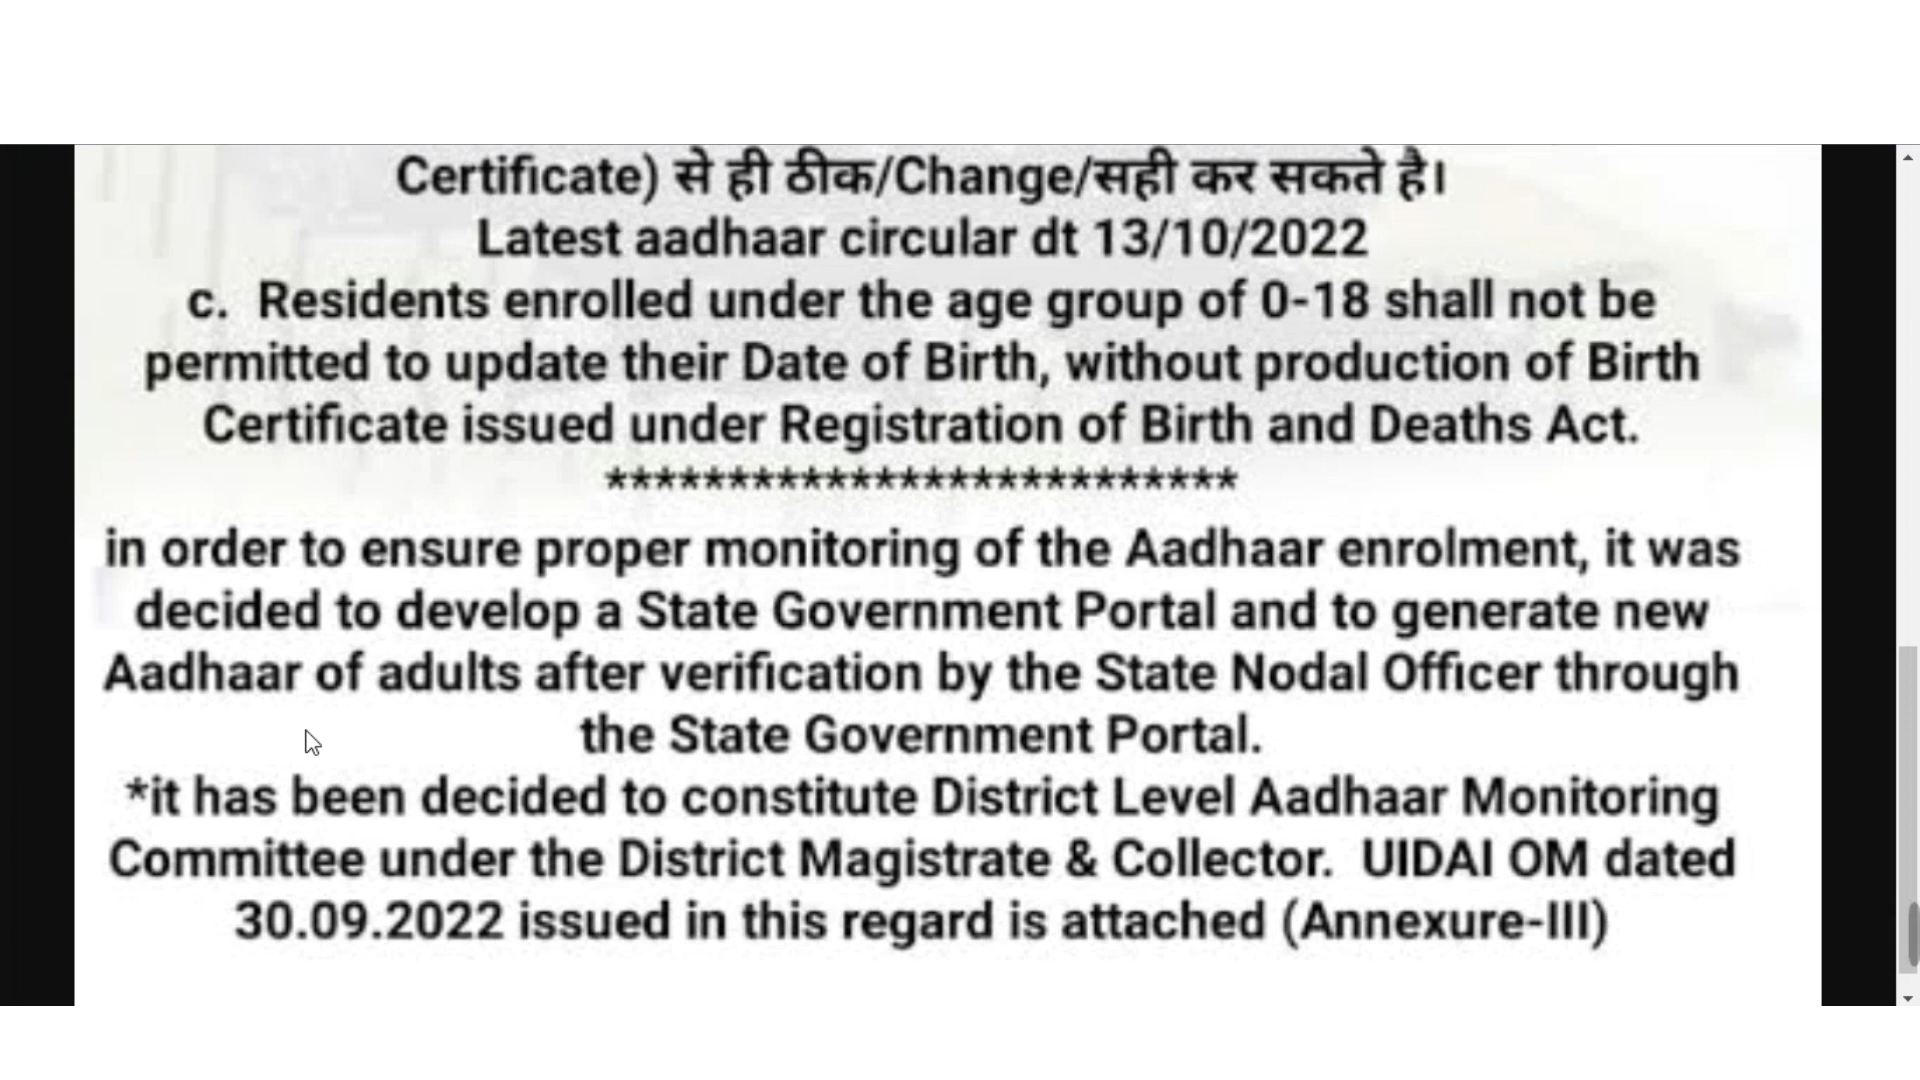 Certificate) से ही ठीक/Change/सही कर सकते है।
Latest aadhaar circular dt 13/10/2022
c.  Residents enrolled under the age group of 0-18 shall not be
permitted to update their Date of Birth, without production of Birth
Certificate issued under Registration of Birth and Deaths Act.
**************************
in order to ensure proper monitoring of the Aadhaar enrolment, it was
decided to develop a State Government Portal and to generate new
Aadhaar of adults after verification by the State Nodal Officer through
the State Government Portal.
*it has been decided to constitute District Level Aadhaar Monitoring
Committee under the District Magistrate & Collector.  UIDAI OM dated
30.09.2022 issued in this regard is attached (Annexure-III)